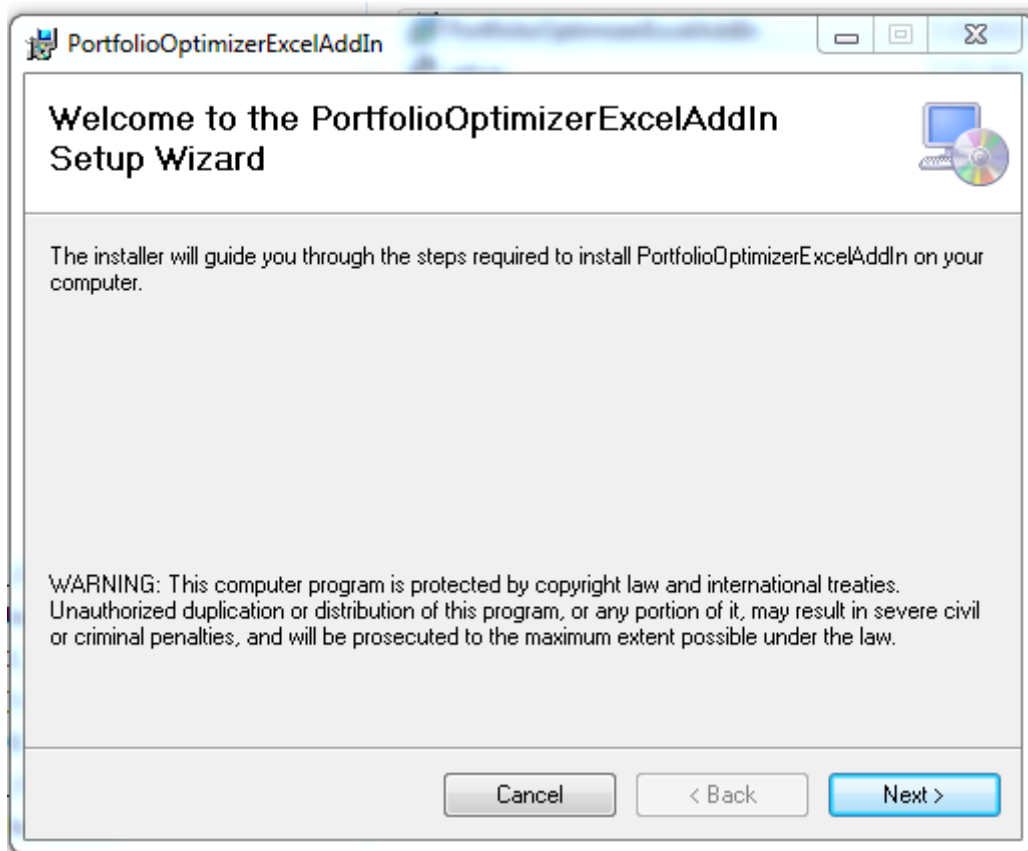 PortfolioOptimizerExcelAddIn
Welcome to the PortfolioOptimizerExcelAddIn
Setup Wizard
The installer will guide you through the steps required to install PortfolioOptimizerExcelAddIn on your
computer.
WARNING: This computer program is protected by copyright law and international treaties.
Unauthorized duplication or distribution of this program, or any portion of it, may result in severe civil
or criminal penalties, and will be prosecuted to the maximum extent possible under the law.
Cancel < Back Next >